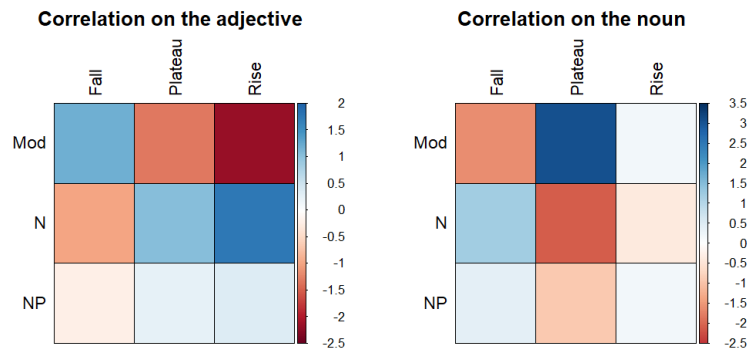 Correlation on the adjective
Fall
Plateau
Rise
Mod
N
NP
2
1.5
1
0.5
0
-0.5
-1
-1.5
-2
-2.5
Correlation on the noun
Fall
Plateau
Rise
Mod
N
NP
3.5
3
2.5
2
1.5
1
0.5
0
-0.5
-1
-1.5
-2
-2.5